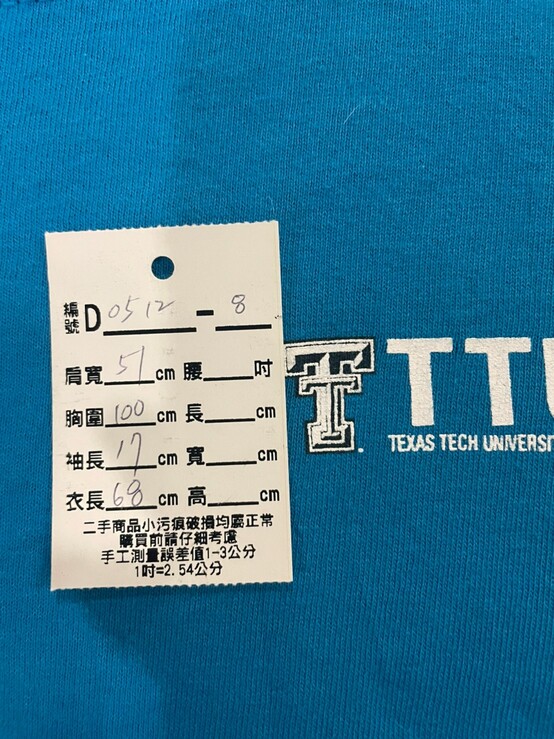 編號 D 0512 - 8
肩寬 51 cm 腰 吋
胸圍 100 cm 長 cm
袖長 17 cm 寬 cm
衣長 68 cm 高 cm
二手商品小污痕破損均屬正常
購買前請仔細考慮
手工測量誤差值1-3公分
1吋=2.54公分
T TTU
TEXAS TECH UNIVERSIT